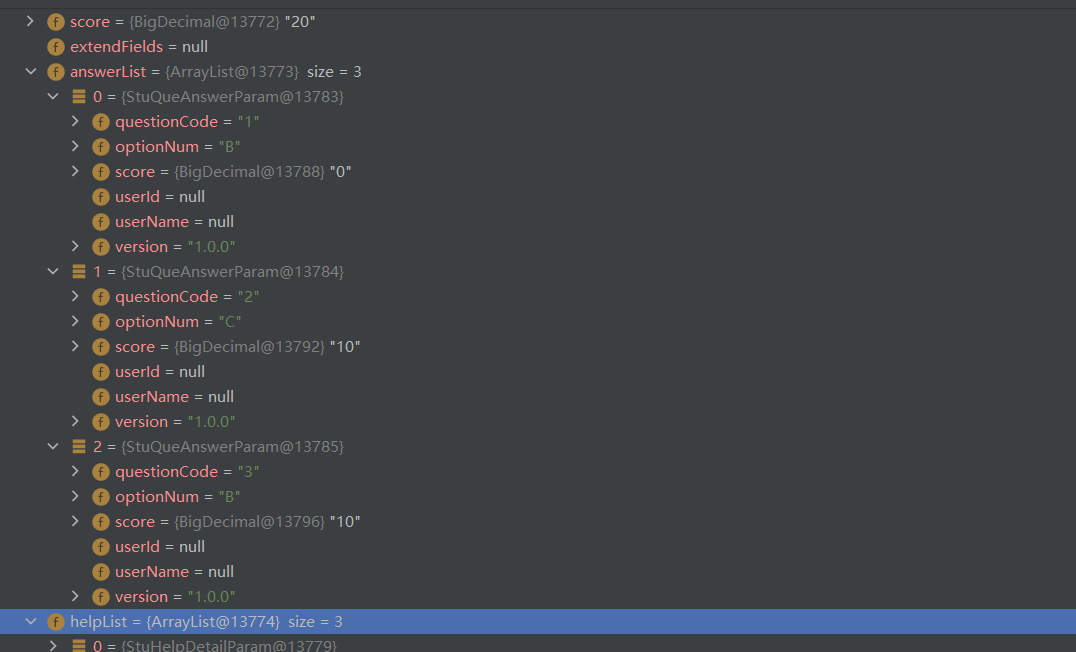 score = {BigDecimal@13772} "20"
extendFields = null
answerList = {ArrayList@13773} size = 3
0 = {StuQueAnswerParam@13783}
questionCode = "1"
optionNum = "B"
score = {BigDecimal@13788} "0"
userId = null
userName = null
version = "1.0.0"
1 = {StuQueAnswerParam@13784}
questionCode = "2"
optionNum = "C"
score = {BigDecimal@13792} "10"
userId = null
userName = null
version = "1.0.0"
2 = {StuQueAnswerParam@13785}
questionCode = "3"
optionNum = "B"
score = {BigDecimal@13796} "10"
userId = null
userName = null
version = "1.0.0"
helpList = {ArrayList@13774} size = 3
0 = {StuHelpDetailParam@13779}